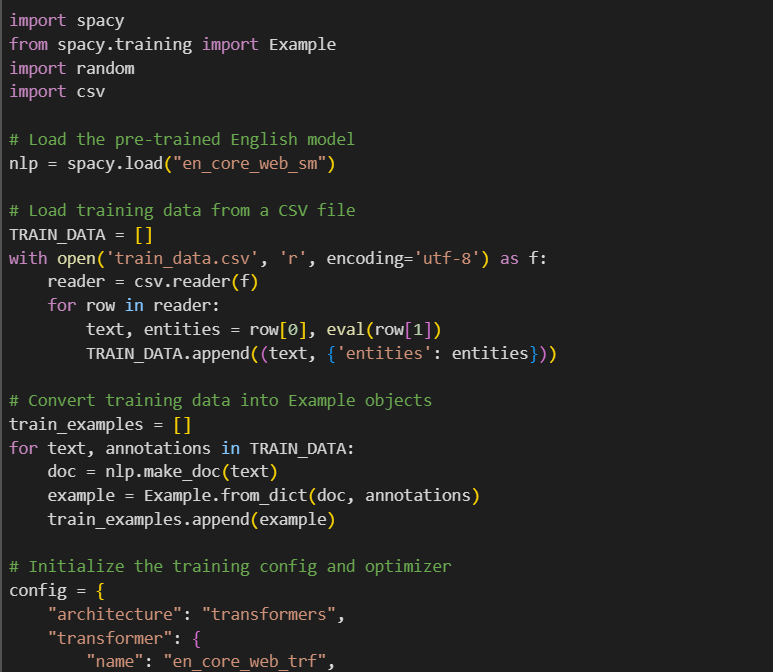 import spacy
from spacy.training import Example
import random
import csv

# Load the pre-trained English model
nlp = spacy.load("en_core_web_sm")

# Load training data from a CSV file
TRAIN_DATA = []
with open('train_data.csv', 'r', encoding='utf-8') as f:
    reader = csv.reader(f)
    for row in reader:
        text, entities = row[0], eval(row[1])
        TRAIN_DATA.append((text, {'entities': entities}))

# Convert training data into Example objects
train_examples = []
for text, annotations in TRAIN_DATA:
    doc = nlp.make_doc(text)
    example = Example.from_dict(doc, annotations)
    train_examples.append(example)

# Initialize the training config and optimizer
config = {
    "architecture": "transformers",
    "transformer": {
        "name": "en_core_web_trf",